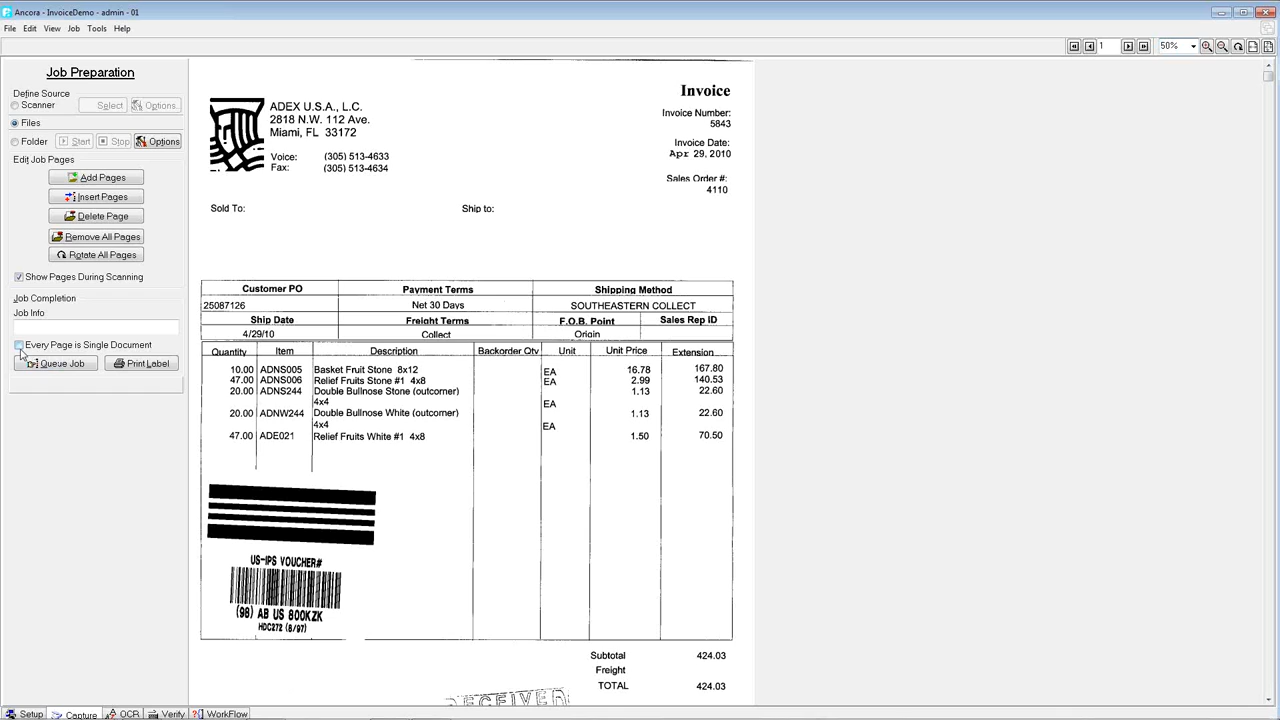 Ancora - InvoiceDemo - admin - 01
File Edit View Job Tools Help
1 50%
Job Preparation
Define Source
Scanner Select Options..
Files
Folder Start Stop Options
Edit Job Pages
Add Pages
Insert Pages
Delete Page
Remove All Pages
Rotate All Pages
Show Pages During Scanning
Job Completion
Job Info
Every Page is Single Document
Queue Job Print Label
Invoice
ADEX U.S.A., L.C.
2818 N.W. 112 Ave.
Miami, FL 33172
Invoice Number:
5843
Invoice Date:
Apr 29, 2010
Voice: (305) 513-4633
Fax: (305) 513-4634
Sales Order #:
4110
Sold To: Ship to:
Customer PO Payment Terms Shipping Method
25087126 Net 30 Days SOUTHEASTERN COLLECT
Ship Date Freight Terms F.O.B. Point Sales Rep ID
4/29/10 Collect Origin
Quantity Item Description Backorder Qty Unit Unit Price Extension
10.00 ADNS005 Basket Fruit Stone 8x12 EA 16.78 167.80
47.00 ADNS006 Relief Fruits Stone #1 4x8 EA 2.99 140.53
20.00 ADNS244 Double Bullnose Stone (outcorner) 1.13 22.60
4x4 EA
20.00 ADNW244 Double Bullnose White (outcorner) 1.13 22.60
4x4 EA
47.00 ADE021 Relief Fruits White #1 4x8 1.50 70.50
US-IPS VOUCHER#
(98) AB US 800KZK
HDC272 (8/97)
Subtotal 424.03
Freight
TOTAL 424.03
RECEIVED
Setup Capture OCR Verify WorkFlow